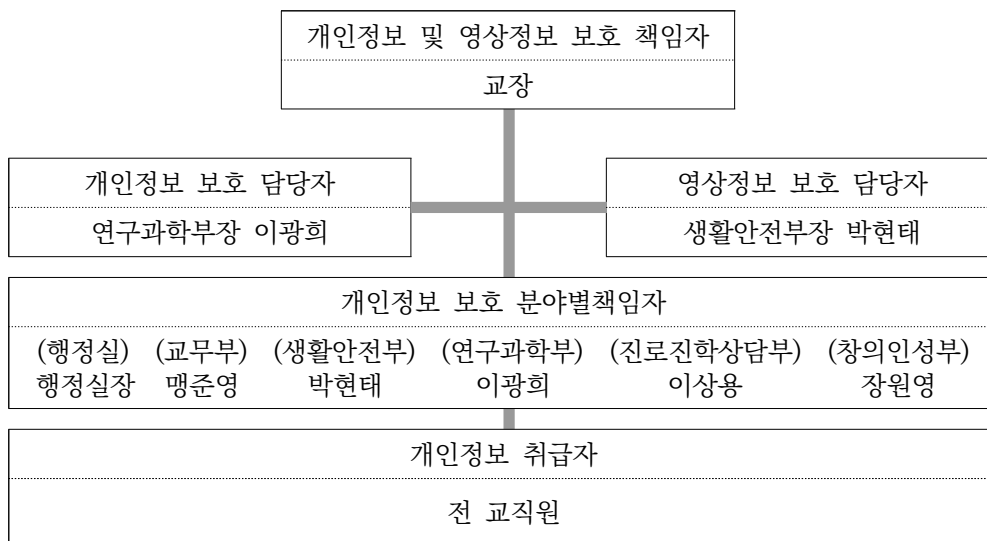 개인정보 및 영상정보 보호 책임자
교장
개인정보 보호 담당자
연구과학부장 이광희
영상정보 보호 담당자
생활안전부장 박현태
개인정보 보호 분야별책임자
(행정실) (교무부) (생활안전부) (연구과학부) (진로진학상담부) (창의인성부)
행정실장 맹준영 박현태 이광희 이상용 장원영
개인정보 취급자
전 교직원